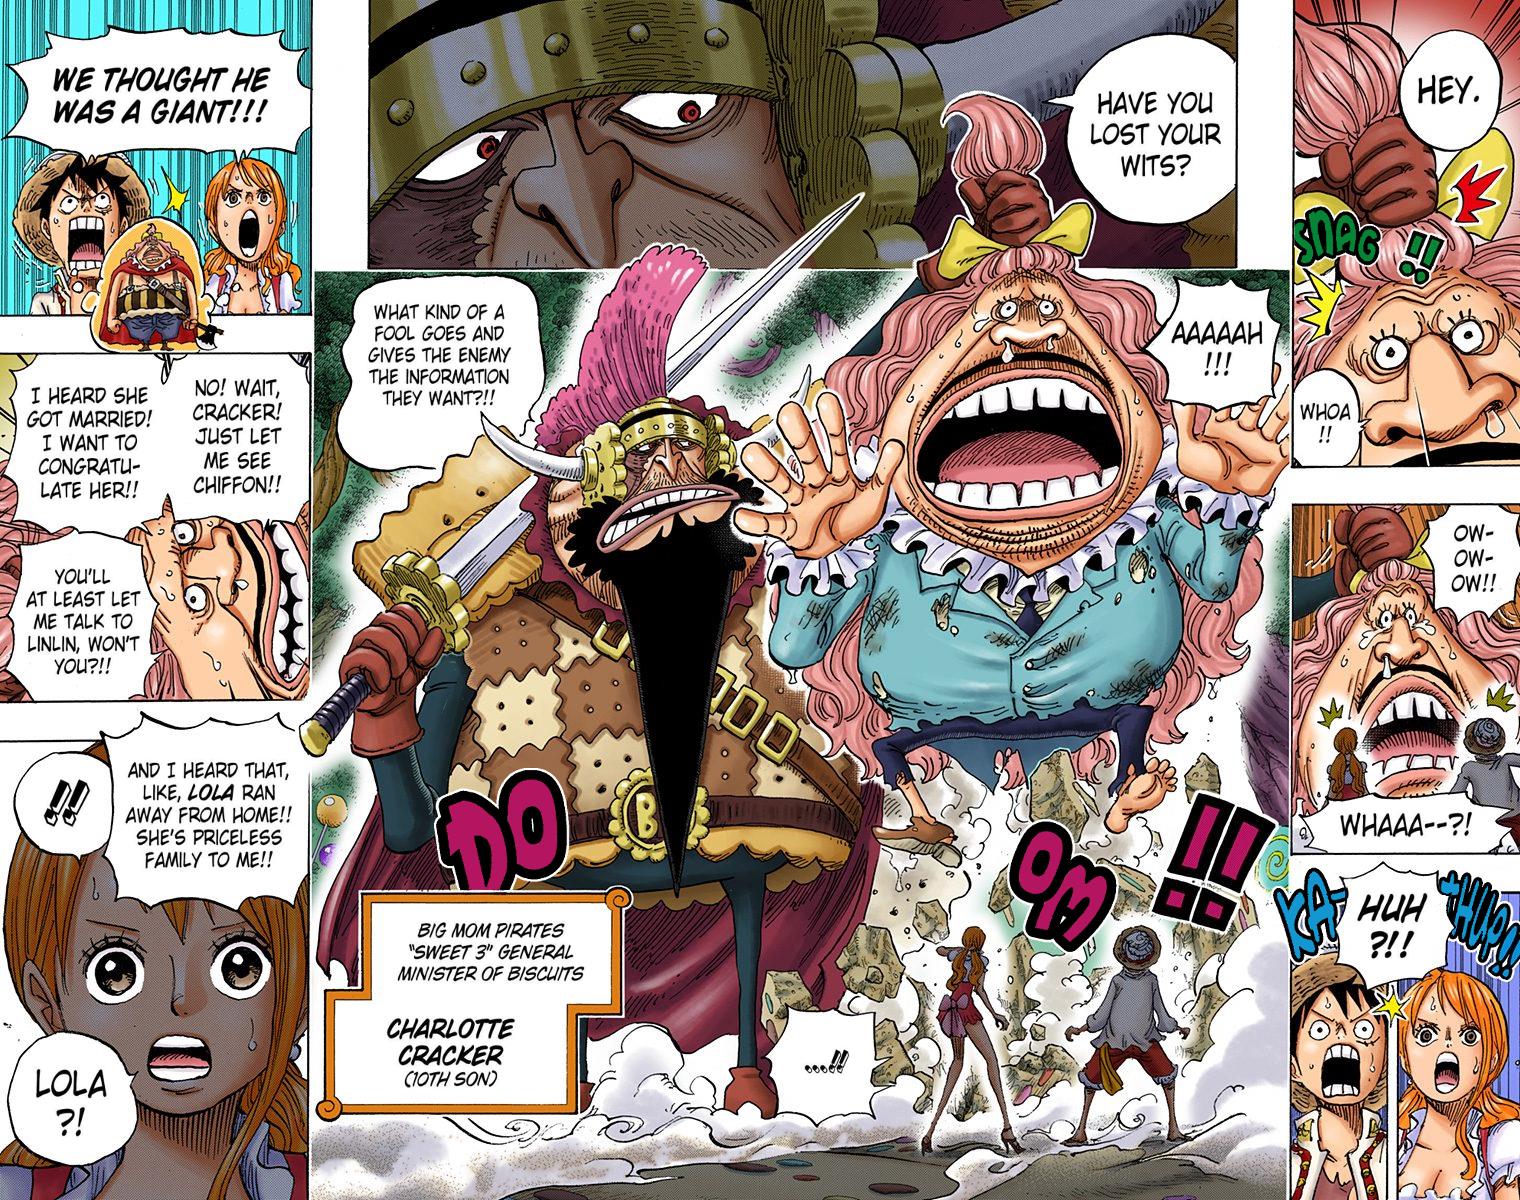 HEY.
SNAG !!
WHOA
!!
OW-
OW-
OW!!
WHAAA--?!
KA-
THUP!!
HUH
?!!
HAVE YOU
LOST YOUR
WITS?
AAAAAH
!!!
WHAT KIND OF A
FOOL GOES AND
GIVES THE ENEMY
THE INFORMATION
THEY WANT?!!
B
DO
OM
!!
BIG MOM PIRATES
"SWEET 3" GENERAL
MINISTER OF BISCUITS
CHARLOTTE
CRACKER
(10TH SON)
...!!
WE THOUGHT HE
WAS A GIANT!!!
NO! WAIT,
CRACKER!
JUST LET
ME SEE
CHIFFON!!
I HEARD SHE
GOT MARRIED!
I WANT TO
CONGRATU-
LATE HER!!
YOU'LL
AT LEAST LET
ME TALK TO
LINLIN, WON'T
YOU?!!
AND I HEARD THAT,
LIKE, LOLA RAN
AWAY FROM HOME!!
SHE'S PRICELESS
FAMILY TO ME!!
!!
LOLA
?!